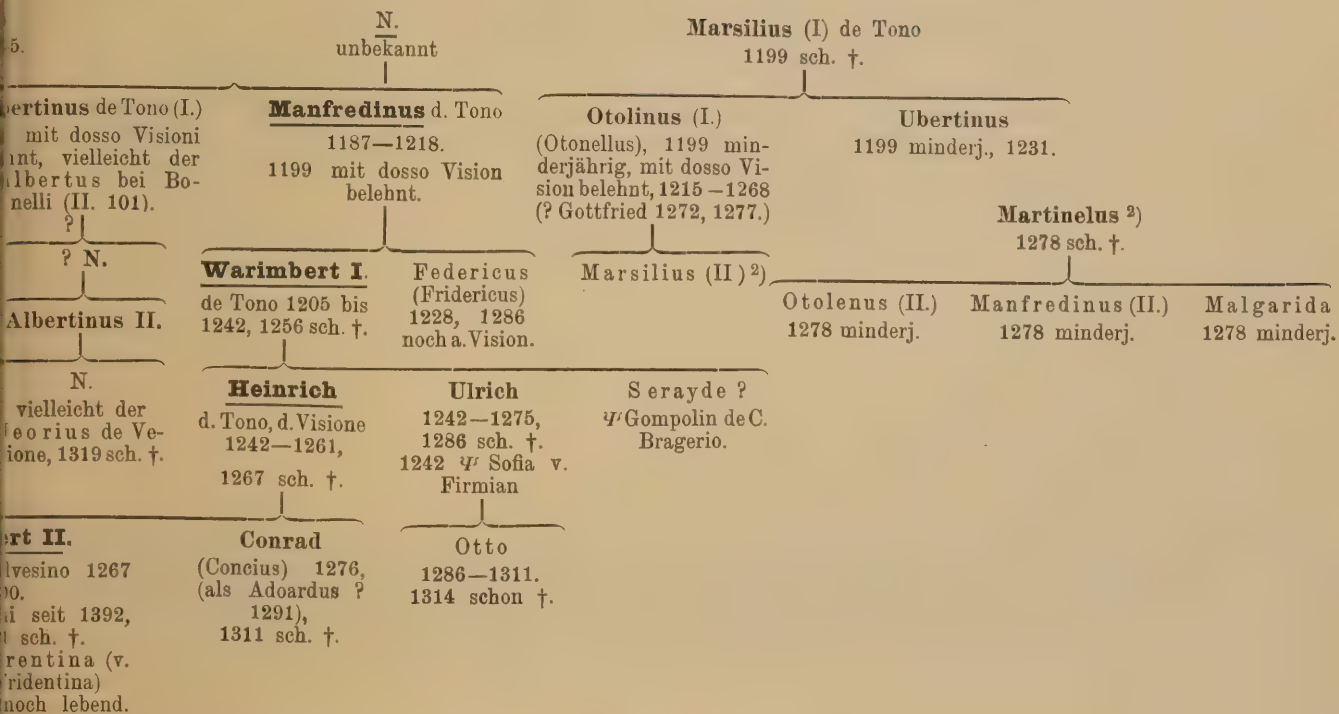 5.
N.
unbekannt
Marsilius (I) de Tono
1199 sch. †.
ertinus de Tono (I.)
mit dosso Visioni
nt, vielleicht der
lbertus bei Bo-
nelli (II. 101).
?
Manfredinus d. Tono
1187—1218.
1199 mit dosso Vision
belehnt.
Otolinus (I.)
(Otonellus), 1199 min-
derjährig, mit dosso Vi-
sion belehnt, 1215—1268
(? Gottfried 1272, 1277.)
Ubertinus
1199 minderj., 1231.
Martinelus ²)
1278 sch. †.
? N.
Warimbert I.
de Tono 1205 bis
1242, 1256 sch. †.
Federicus
(Fridericus)
1228, 1286
noch a. Vision.
Marsilius (II) ²)
Otolenus (II.)
1278 minderj.
Manfredinus (II.)
1278 minderj.
Malgarida
1278 minderj.
Albertinus II.
N.
vielleicht der
eorius de Ve-
ione, 1319 sch. †.
Heinrich
d. Tono, d. Visione
1242—1261,
1267 sch. †.
Ulrich
1242—1275,
1286 sch. †.
1242 Ψ Sofia v.
Firmian
Serayde ?
Ψ Gompolin de C.
Bragerio.
rt II.
lvesino 1267
00.
i seit 1392,
sch. †.
rentina (v.
ridentina)
noch lebend.
Conrad
(Concius) 1276,
(als Adoardus ?
1291),
1311 sch. †.
Otto
1286—1311.
1314 schon †.